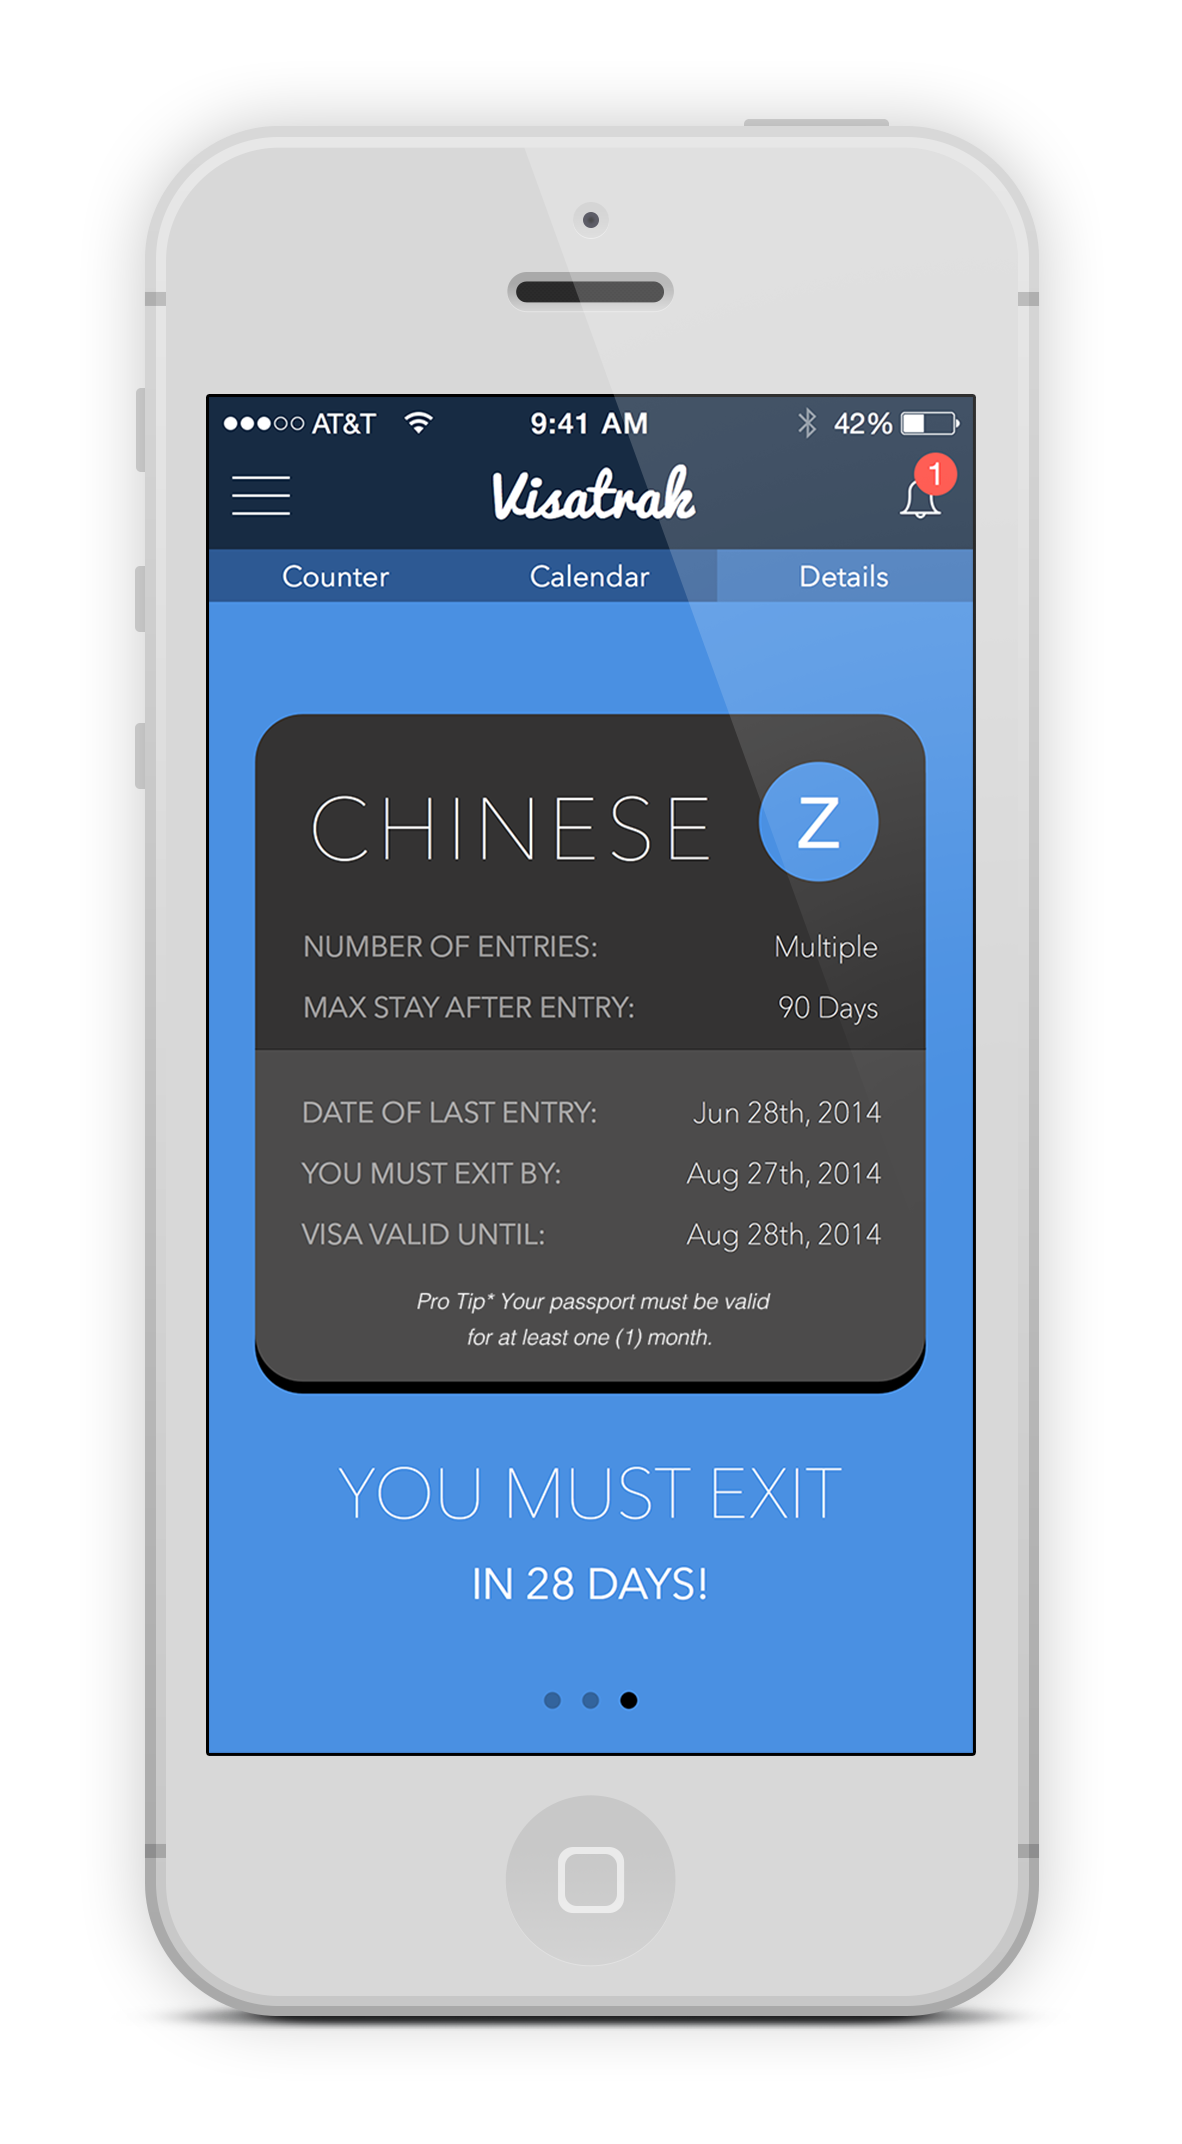 AT&T 9:41 AM 42%
Visatrak 1
Counter Calendar Details
CHINESE Z
NUMBER OF ENTRIES: Multiple
MAX STAY AFTER ENTRY: 90 Days
DATE OF LAST ENTRY: Jun 28th, 2014
YOU MUST EXIT BY: Aug 27th, 2014
VISA VALID UNTIL: Aug 28th, 2014
Pro Tip* Your passport must be valid
for at least one (1) month.
YOU MUST EXIT
IN 28 DAYS!